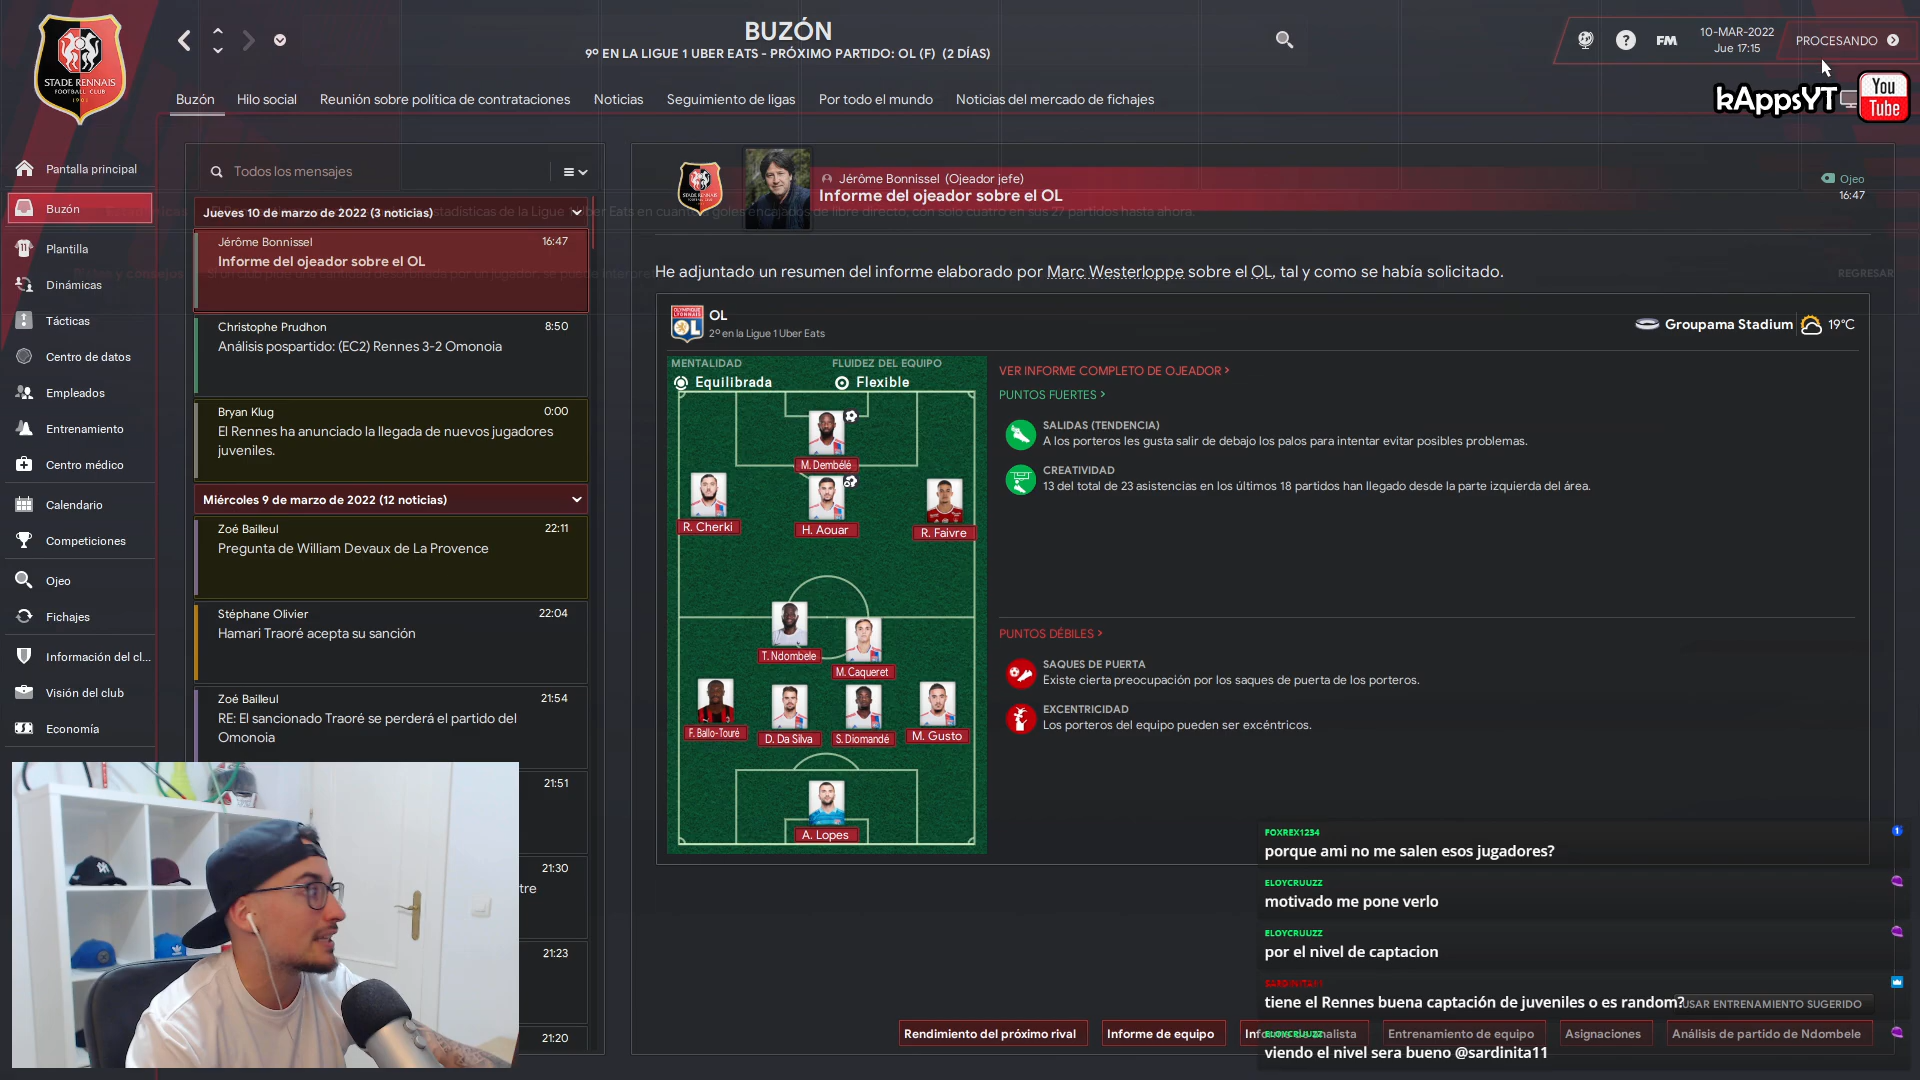 STADE RENNAIS
FOOTBALL CLUB
1901
BUZÓN
9º EN LA LIGUE 1 UBER EATS - PRÓXIMO PARTIDO: OL (F) (2 DÍAS)
FM
10-MAR-2022
Jue 17:15
PROCESANDO
kAppsYT
You
Tube
Buzón
Hilo social
Reunión sobre política de contrataciones
Noticias
Seguimiento de ligas
Por todo el mundo
Noticias del mercado de fichajes
Pantalla principal
Buzón
Plantilla
Dinámicas
Tácticas
Centro de datos
Empleados
Entrenamiento
Centro médico
Calendario
Competiciones
Ojeo
Fichajes
Información del cl...
Visión del club
Economía
Todos los mensajes
Jueves 10 de marzo de 2022 (3 noticias)
Jérôme Bonnissel
16:47
Informe del ojeador sobre el OL
Christophe Prudhon
8:50
Análisis pospartido: (EC2) Rennes 3-2 Omonoia
Bryan Klug
0:00
El Rennes ha anunciado la llegada de nuevos jugadores
juveniles.
Miércoles 9 de marzo de 2022 (12 noticias)
Zoé Bailleul
22:11
Pregunta de William Devaux de La Provence
Stéphane Olivier
22:04
Hamari Traoré acepta su sanción
Zoé Bailleul
21:54
RE: El sancionado Traoré se perderá el partido del
Omonoia
21:51
21:30
tre
21:23
21:20
Jérôme Bonnissel (Ojeador jefe)
Informe del ojeador sobre el OL
Ojeo
16:47
REGRESAR
He adjuntado un resumen del informe elaborado por Marc Westerloppe sobre el OL, tal y como se había solicitado.
OL
2º en la Ligue 1 Uber Eats
Groupama Stadium
19°C
MENTALIDAD
Equilibrada
FLUIDEZ DEL EQUIPO
Flexible
M. Dembélé
R. Cherki
H. Aouar
R. Faivre
T. Ndombele
M. Caqueret
F. Ballo-Touré
D. Da Silva
S. Diomandé
M. Gusto
A. Lopes
VER INFORME COMPLETO DE OJEADOR >
PUNTOS FUERTES >
SALIDAS (TENDENCIA)
A los porteros les gusta salir de debajo los palos para intentar evitar posibles problemas.
CREATIVIDAD
13 del total de 23 asistencias en los últimos 18 partidos han llegado desde la parte izquierda del área.
PUNTOS DÉBILES >
SAQUES DE PUERTA
Existe cierta preocupación por los saques de puerta de los porteros.
EXCENTRICIDAD
Los porteros del equipo pueden ser excéntricos.
FOXREX1234
porque ami no me salen esos jugadores?
ELOYCRUUZZ
motivado me pone verlo
ELOYCRUUZZ
por el nivel de captacion
SARDINITA11
tiene el Rennes buena captación de juveniles o es random?
USAR ENTRENAMIENTO SUGERIDO
ELOYCRUUZZ
viendo el nivel sera bueno @sardinita11
Rendimiento del próximo rival
Informe de equipo
Entrenamiento de equipo
Asignaciones
Análisis de partido de Ndombele